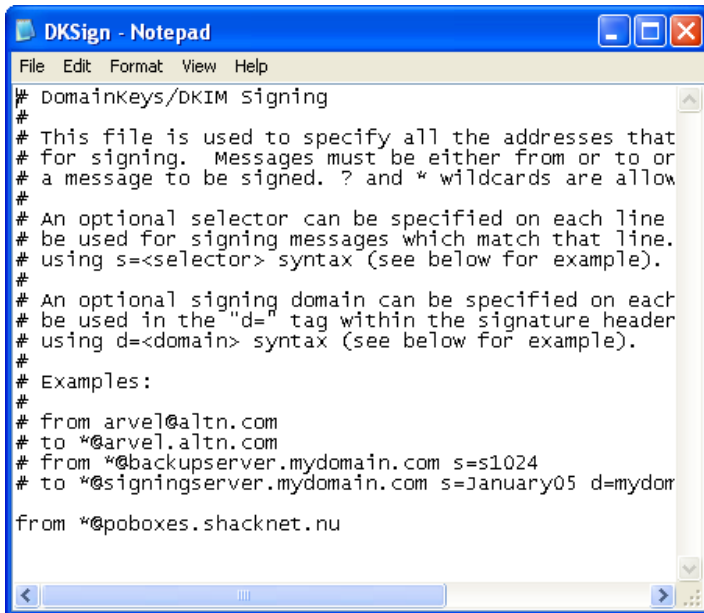 DKSign - Notepad
File Edit Format View Help
# DomainKeys/DKIM Signing
#
# This file is used to specify all the addresses that
# for signing.  Messages must be either from or to or
# a message to be signed. ? and * wildcards are allow
#
# An optional selector can be specified on each line
# be used for signing messages which match that line.
# using s=<selector> syntax (see below for example).
#
# An optional signing domain can be specified on each
# be used in the "d=" tag within the signature header
# using d=<domain> syntax (see below for example).
#
# Examples:
#
# from arvel@altn.com
# to *@arvel.altn.com
# from *@backupserver.mydomain.com s=s1024
# to *@signingserver.mydomain.com s=January05 d=mydom
from *@poboxes.shacknet.nu